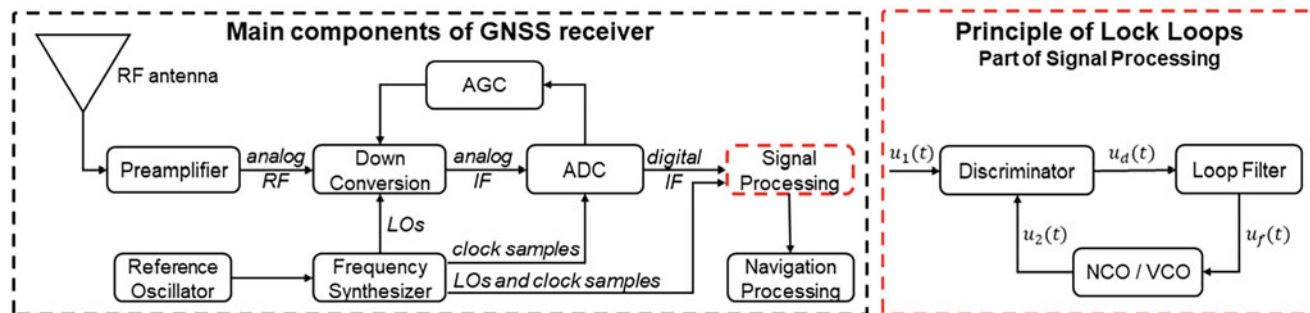 Main components of GNSS receiver
RF antenna
AGC
Preamplifier
analog
RF
Down
Conversion
analog
IF
ADC
digital
IF
Signal
Processing
LOs
clock samples
Reference
Oscillator
Frequency
Synthesizer
LOs and clock samples
Navigation
Processing
Principle of Lock Loops
Part of Signal Processing
u₁(t)
Discriminator
u_d(t)
Loop Filter
u₂(t)
u_f(t)
NCO / VCO